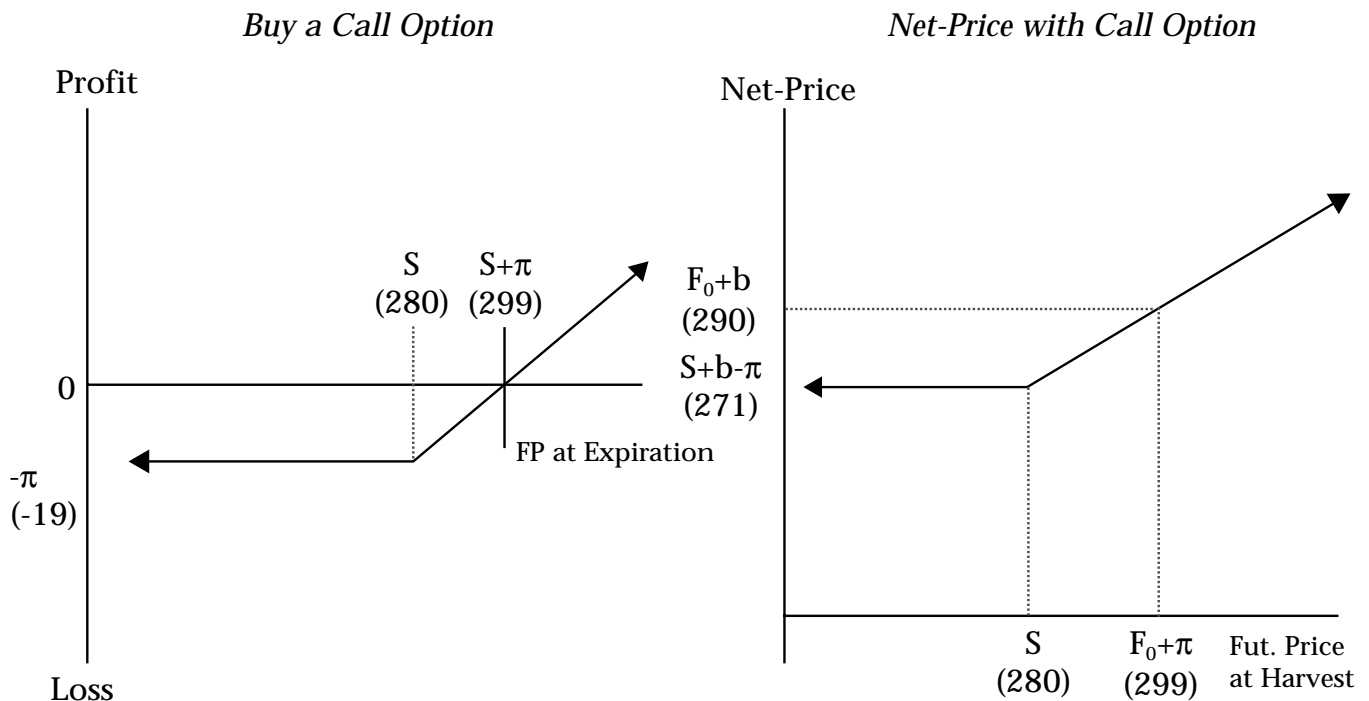 Buy a Call Option
Profit
S
(280)
S+π
(299)
0
FP at Expiration
-π
(-19)
Loss
Net-Price with Call Option
Net-Price
F₀+b
(290)
S+b-π
(271)
S
(280)
F₀+π
(299)
Fut. Price
at Harvest